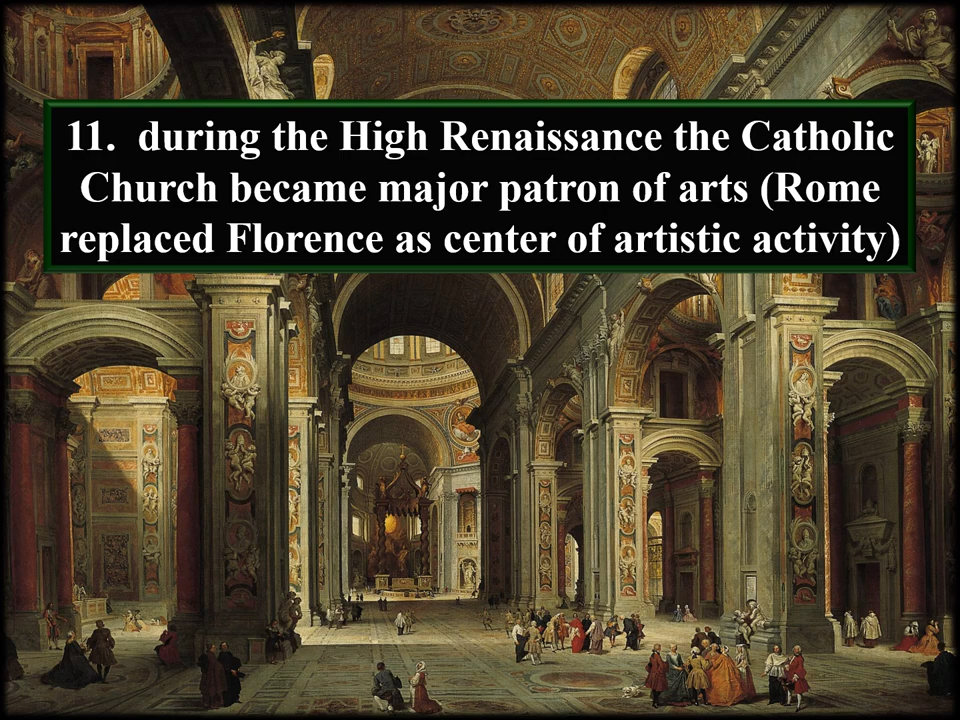 11. during the High Renaissance the Catholic
Church became major patron of arts (Rome
replaced Florence as center of artistic activity)